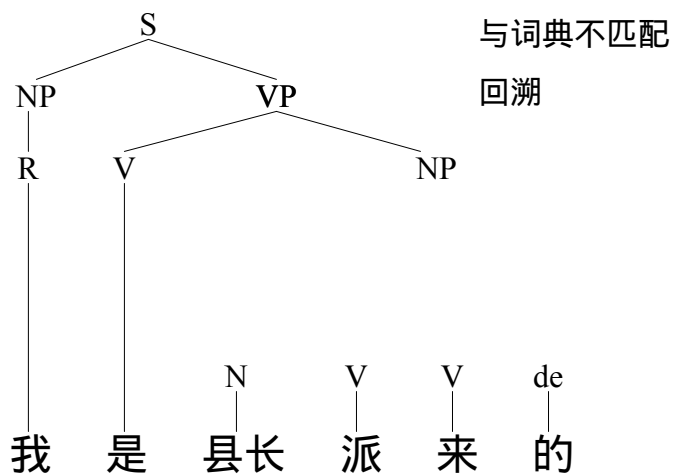 S
与词典不匹配
NP VP
回溯
R V NP
N V V de
我 是 县长 派 来 的